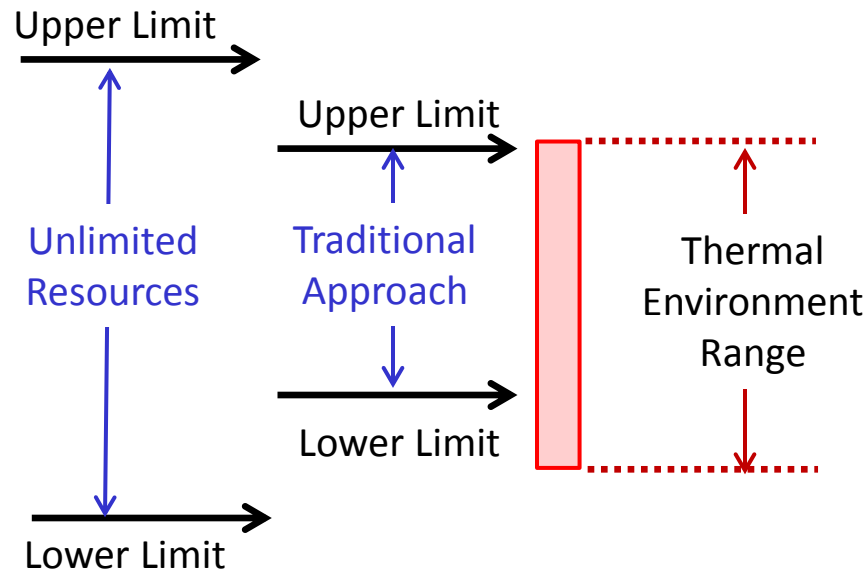 Upper Limit
Upper Limit
Unlimited
Resources
Traditional
Approach
Thermal
Environment
Range
Lower Limit
Lower Limit